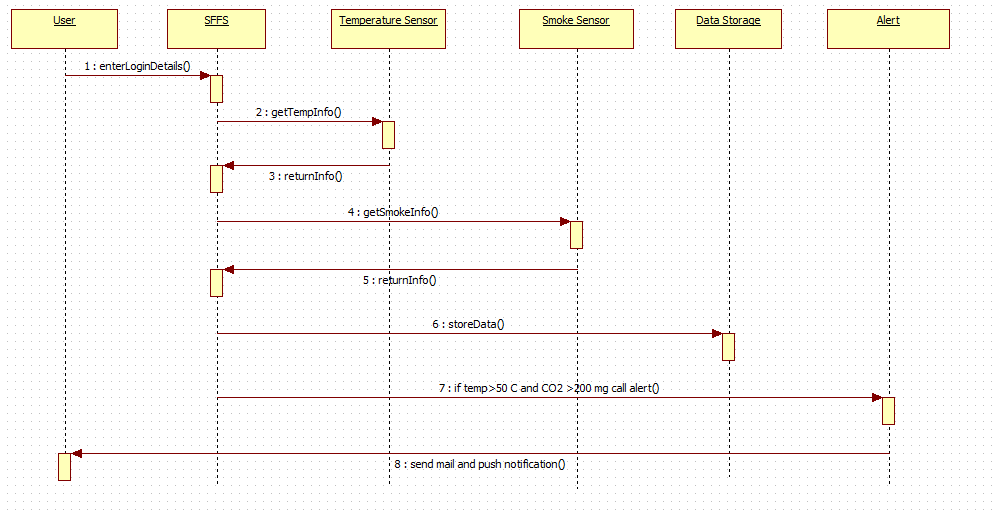 User
SFFS
Temperature Sensor
Smoke Sensor
Data Storage
Alert
1 : enterLoginDetails()
2 : getTempInfo()
3 : returnInfo()
4 : getSmokeInfo()
5 : returnInfo()
6 : storeData()
7 : if temp>50 C and CO2 >200 mg call alert()
8 : send mail and push notification()